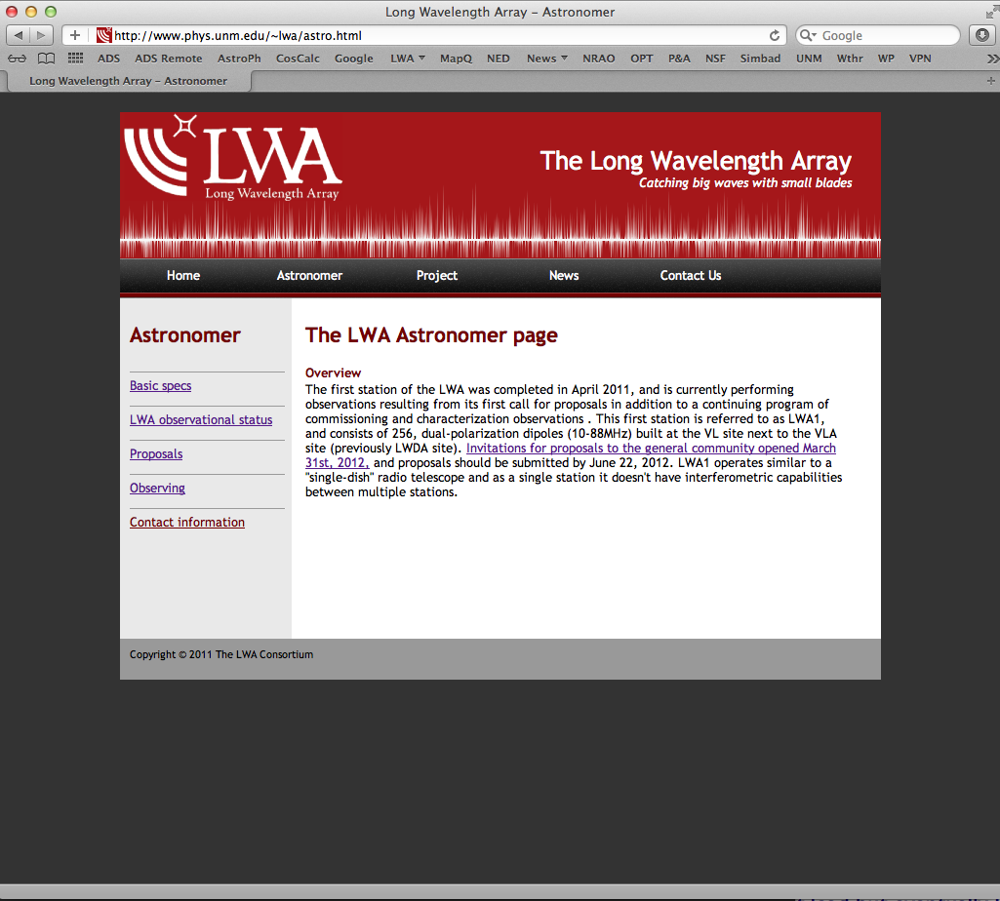 Long Wavelength Array – Astronomer
http://www.phys.unm.edu/~lwa/astro.html
Google
ADS ADS Remote AstroPh CosCalc Google LWA MapQ NED News NRAO OPT P&A NSF Simbad UNM Wthr WP VPN
Long Wavelength Array – Astronomer
LWA
Long Wavelength Array
The Long Wavelength Array
Catching big waves with small blades
Home Astronomer Project News Contact Us
Astronomer
Basic specs
LWA observational status
Proposals
Observing
Contact information
The LWA Astronomer page
Overview
The first station of the LWA was completed in April 2011, and is currently performing
observations resulting from its first call for proposals in addition to a continuing program of
commissioning and characterization observations . This first station is referred to as LWA1,
and consists of 256, dual-polarization dipoles (10-88MHz) built at the VL site next to the VLA
site (previously LWDA site). Invitations for proposals to the general community opened March
31st, 2012, and proposals should be submitted by June 22, 2012. LWA1 operates similar to a
"single-dish" radio telescope and as a single station it doesn't have interferometric capabilities
between multiple stations.
Copyright © 2011 The LWA Consortium